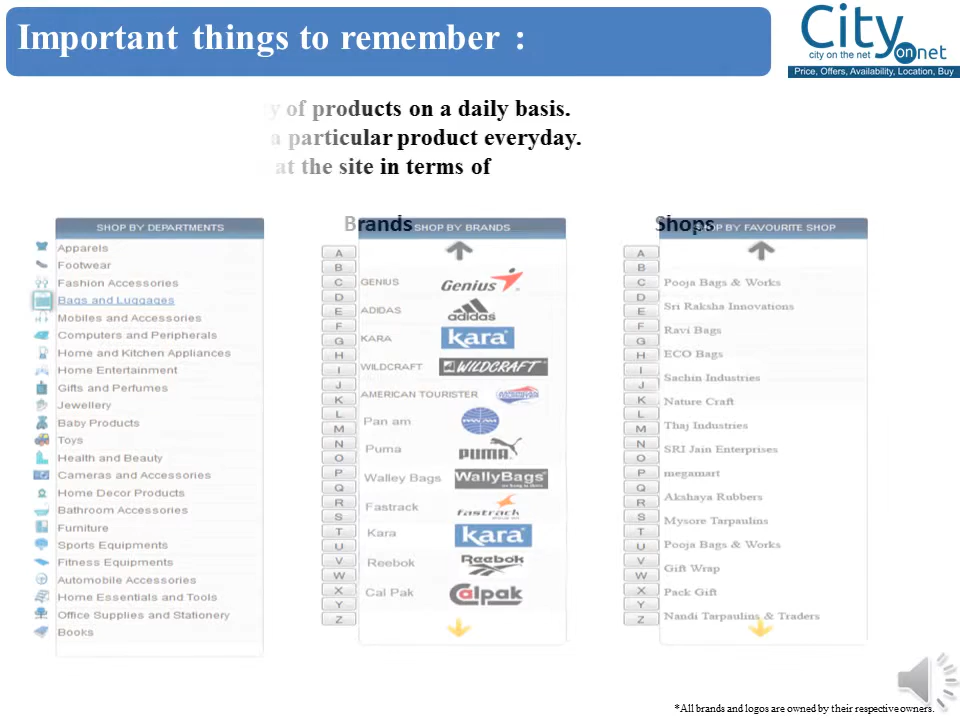 Important things to remember :
City
on net
city on the net
Price, Offers, Availability, Location, Buy
of products on a daily basis.
a particular product everyday.
at the site in terms of
Brands
Shops
SHOP BY DEPARTMENTS
Apparels
Footwear
Fashion Accessories
Bags and Luggages
Mobiles and Accessories
Computers and Peripherals
Home and Kitchen Appliances
Home Entertainment
Gifts and Perfumes
Jewellery
Baby Products
Toys
Health and Beauty
Cameras and Accessories
Home Decor Products
Bathroom Accessories
Furniture
Sports Equipments
Fitness Equipments
Automobile Accessories
Home Essentials and Tools
Office Supplies and Stationery
Books
SHOP BY BRANDS
A
B
C
D
E
F
G
H
I
J
K
L
M
N
O
P
Q
R
S
T
U
V
W
X
Y
Z
GENIUS Genius
ADIDAS adidas
KARA kara
WILDCRAFT WILDCRAFT
AMERICAN TOURISTER
Pan am PAN AM
Puma PUMA
Walley Bags WallyBags
Fastrack fastrack
Kara kara
Reebok Reebok
Cal Pak Calpak
SHOP BY FAVOURITE SHOP
A
B
C
D
E
F
G
H
I
J
K
L
M
N
O
P
Q
R
S
T
U
V
W
X
Y
Z
Pooja Bags & Works
Sri Raksha Innovations
Ravi Bags
ECO Bags
Sachin Industries
Nature Craft
Thaj Industries
SRI Jain Enterprises
megamart
Akshaya Rubbers
Mysore Tarpaulins
Pooja Bags & Works
Gift Wrap
Pack Gift
Nandi Tarpaulins & Traders
*All brands and logos are owned by their respective owners.